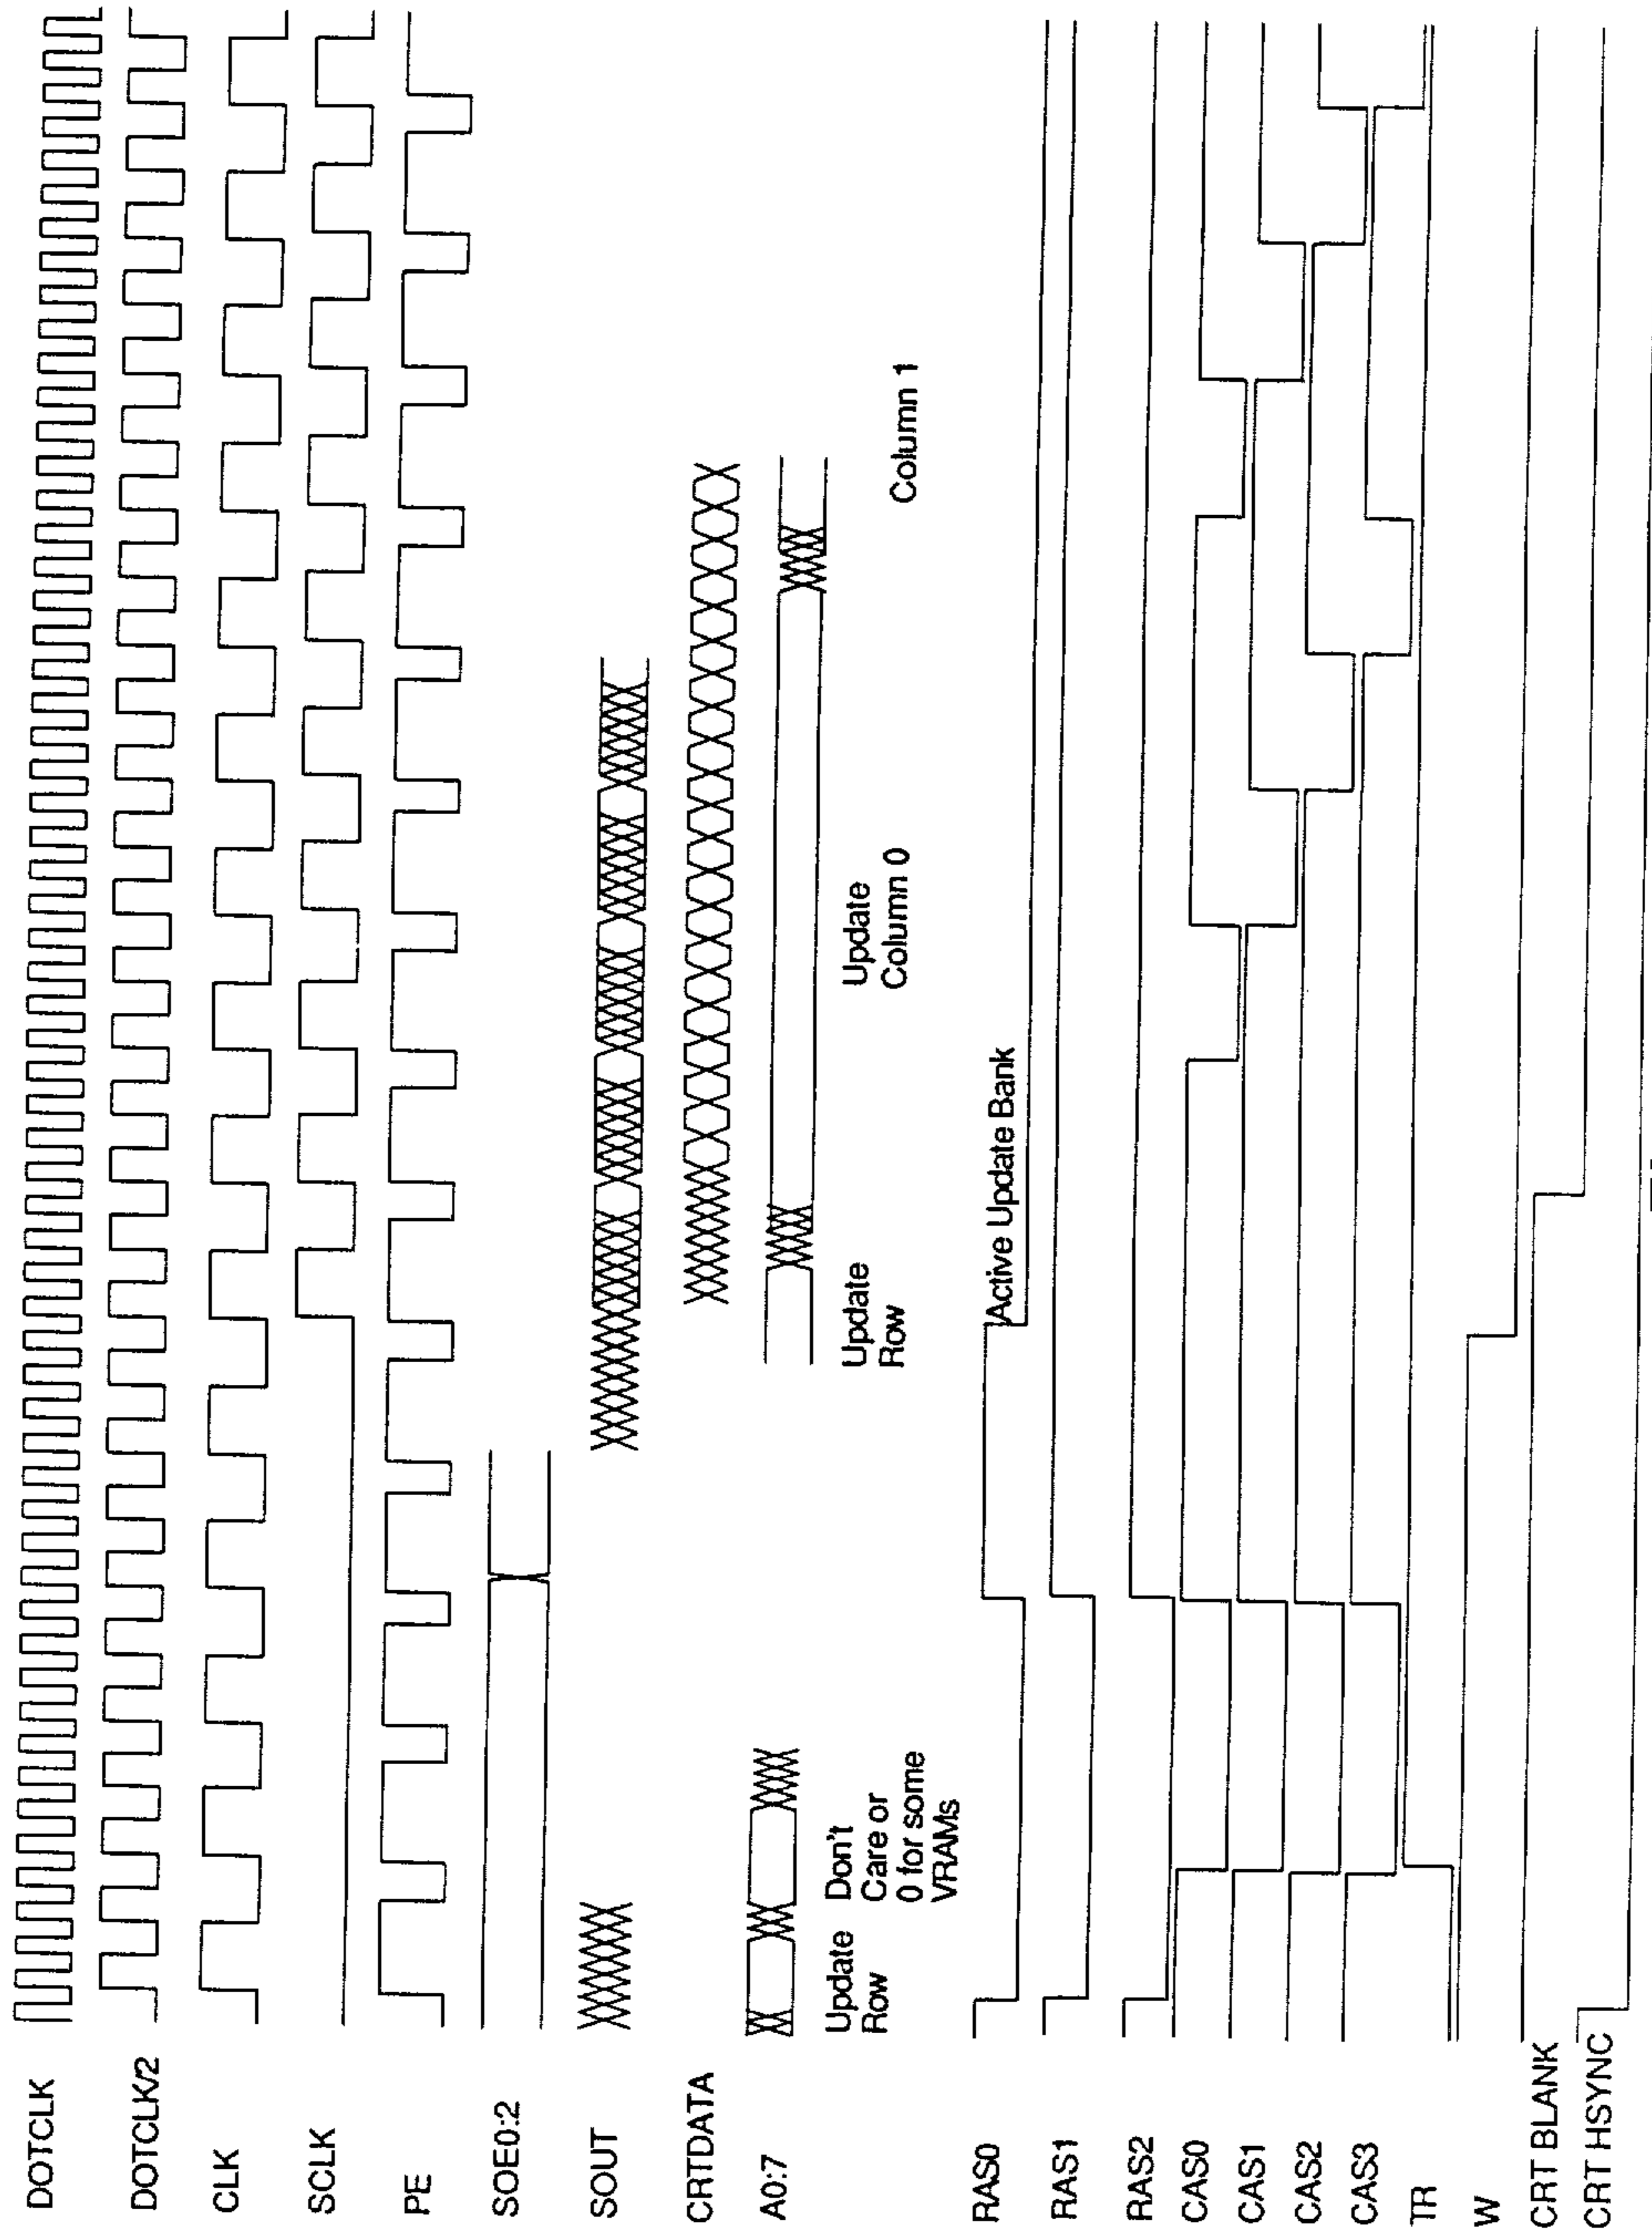 DOTCLK
DOTCLK/2
CLK
SCLK
PE
SOE0:2
SOUT
CRTDATA
A0:7
Update
Row
Don't
Care or
0 for some
VRAMs
Update
Row
Update
Column 0
Column 1
RAS0
Active Update Bank
RAS1
RAS2
CAS0
CAS1
CAS2
CAS3
TR
W
CRT BLANK
CRT HSYNC